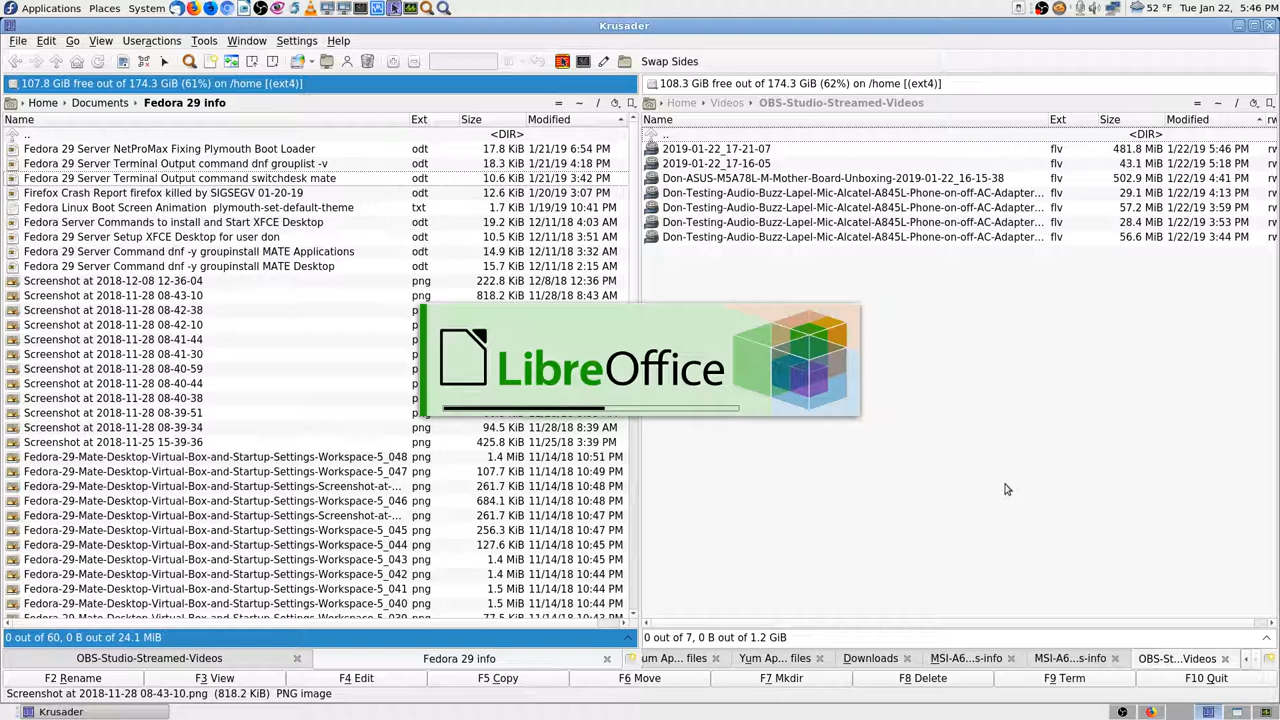 Applications Places System 52 °F Tue Jan 22, 5:46 PM
Krusader
File Edit Go View Useractions Tools Window Settings Help
Swap Sides
107.8 GiB free out of 174.3 GiB (61%) on /home [(ext4)]
108.3 GiB free out of 174.3 GiB (62%) on /home [(ext4)]
Home Documents Fedora 29 info = ~ /
Home Videos OBS-Studio-Streamed-Videos = ~ /
Name Ext Size Modified
.. <DIR>
Fedora 29 Server NetProMax Fixing Plymouth Boot Loader odt 17.8 KiB 1/21/19 6:54 PM
Fedora 29 Server Terminal Output command dnf grouplist -v odt 18.3 KiB 1/21/19 4:18 PM
Fedora 29 Server Terminal Output command switchdesk mate odt 10.6 KiB 1/21/19 3:42 PM
Firefox Crash Report firefox killed by SIGSEGV 01-20-19 odt 12.6 KiB 1/20/19 3:07 PM
Fedora Linux Boot Screen Animation plymouth-set-default-theme txt 1.7 KiB 1/19/19 10:41 PM
Fedora Server Commands to install and Start XFCE Desktop odt 18.9 KiB 12/11/18 4:03 AM
Fedora 29 Server Setup XFCE Desktop for user don odt 10.5 KiB 12/11/18 3:51 AM
Fedora 29 Server Command dnf -y groupinstall MATE Applications odt 14.9 KiB 12/11/18 3:32 AM
Fedora 29 Server Command dnf -y groupinstall MATE Desktop odt 15.7 KiB 12/11/18 2:15 AM
Screenshot at 2018-12-08 12-36-04 png 222.8 KiB 12/8/18 12:36 PM
Screenshot at 2018-11-28 08-43-10 png 818.2 KiB 11/28/18 8:43 AM
Screenshot at 2018-11-28 08-42-38
Screenshot at 2018-11-28 08-42-10
Screenshot at 2018-11-28 08-41-44
Screenshot at 2018-11-28 08-41-30
Screenshot at 2018-11-28 08-40-59
Screenshot at 2018-11-28 08-40-44
Screenshot at 2018-11-28 08-40-38
Screenshot at 2018-11-28 08-39-51
Screenshot at 2018-11-28 08-39-34 png 94.5 KiB 11/28/18 8:39 AM
Screenshot at 2018-11-25 15-39-36 png 425.8 KiB 11/25/18 3:39 PM
Fedora-29-Mate-Desktop-Virtual-Box-and-Startup-Settings-Workspace-5_048 png 1.4 MiB 11/14/18 10:51 PM
Fedora-29-Mate-Desktop-Virtual-Box-and-Startup-Settings-Workspace-5_047 png 107.7 KiB 11/14/18 10:49 PM
Fedora-29-Mate-Desktop-Virtual-Box-and-Startup-Settings-Screenshot-at-... png 261.7 KiB 11/14/18 10:48 PM
Fedora-29-Mate-Desktop-Virtual-Box-and-Startup-Settings-Workspace-5_046 png 684.1 KiB 11/14/18 10:48 PM
Fedora-29-Mate-Desktop-Virtual-Box-and-Startup-Settings-Screenshot-at-... png 261.7 KiB 11/14/18 10:47 PM
Fedora-29-Mate-Desktop-Virtual-Box-and-Startup-Settings-Workspace-5_045 png 256.3 KiB 11/14/18 10:47 PM
Fedora-29-Mate-Desktop-Virtual-Box-and-Startup-Settings-Workspace-5_044 png 127.6 KiB 11/14/18 10:45 PM
Fedora-29-Mate-Desktop-Virtual-Box-and-Startup-Settings-Workspace-5_043 png 1.4 MiB 11/14/18 10:45 PM
Fedora-29-Mate-Desktop-Virtual-Box-and-Startup-Settings-Workspace-5_042 png 1.4 MiB 11/14/18 10:44 PM
Fedora-29-Mate-Desktop-Virtual-Box-and-Startup-Settings-Workspace-5_041 png 1.5 MiB 11/14/18 10:44 PM
Fedora-29-Mate-Desktop-Virtual-Box-and-Startup-Settings-Workspace-5_040 png 1.5 MiB 11/14/18 10:44 PM
Name Ext Size Modified rw
.. <DIR>
2019-01-22_17-21-07 flv 481.8 MiB 1/22/19 5:46 PM rw
2019-01-22_17-16-05 flv 43.1 MiB 1/22/19 5:18 PM rw
Don-ASUS-M5A78L-M-Mother-Board-Unboxing-2019-01-22_16-15-38 flv 502.9 MiB 1/22/19 4:41 PM rw
Don-Testing-Audio-Buzz-Lapel-Mic-Alcatel-A845L-Phone-on-off-AC-Adapter... flv 29.1 MiB 1/22/19 4:13 PM rw
Don-Testing-Audio-Buzz-Lapel-Mic-Alcatel-A845L-Phone-on-off-AC-Adapter... flv 57.2 MiB 1/22/19 3:59 PM rw
Don-Testing-Audio-Buzz-Lapel-Mic-Alcatel-A845L-Phone-on-off-AC-Adapter... flv 28.4 MiB 1/22/19 3:53 PM rw
Don-Testing-Audio-Buzz-Lapel-Mic-Alcatel-A845L-Phone-on-off-AC-Adapter... flv 56.6 MiB 1/22/19 3:44 PM rw
LibreOffice
0 out of 60, 0 B out of 24.1 MiB
0 out of 7, 0 B out of 1.2 GiB
OBS-Studio-Streamed-Videos Fedora 29 info
um Ap... files Yum Ap... files Downloads MSI-A6...s-info MSI-A6...s-info OBS-St...Videos
F2 Rename F3 View F4 Edit F5 Copy F6 Move F7 Mkdir F8 Delete F9 Term F10 Quit
Screenshot at 2018-11-28 08-43-10.png (818.2 KiB) PNG image
Krusader